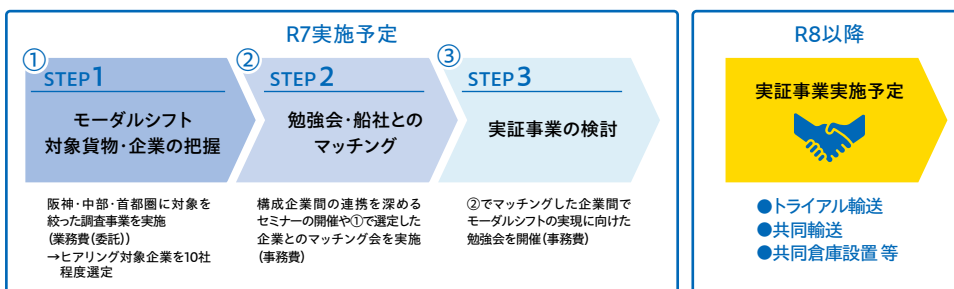 R7実施予定
①
STEP1
モーダルシフト
対象貨物・企業の把握
阪神・中部・首都圏に対象を
絞った調査事業を実施
(業務費(委託))
→ヒアリング対象企業を10社
程度選定
②
STEP2
勉強会・船社との
マッチング
構成企業間の連携を深める
セミナーの開催や①で選定した
企業とのマッチング会を実施
(事務費)
③
STEP3
実証事業の検討
②でマッチングした企業間で
モーダルシフトの実現に向けた
勉強会を開催(事務費)
R8以降
実証事業実施予定
●トライアル輸送
●共同輸送
●共同倉庫設置 等